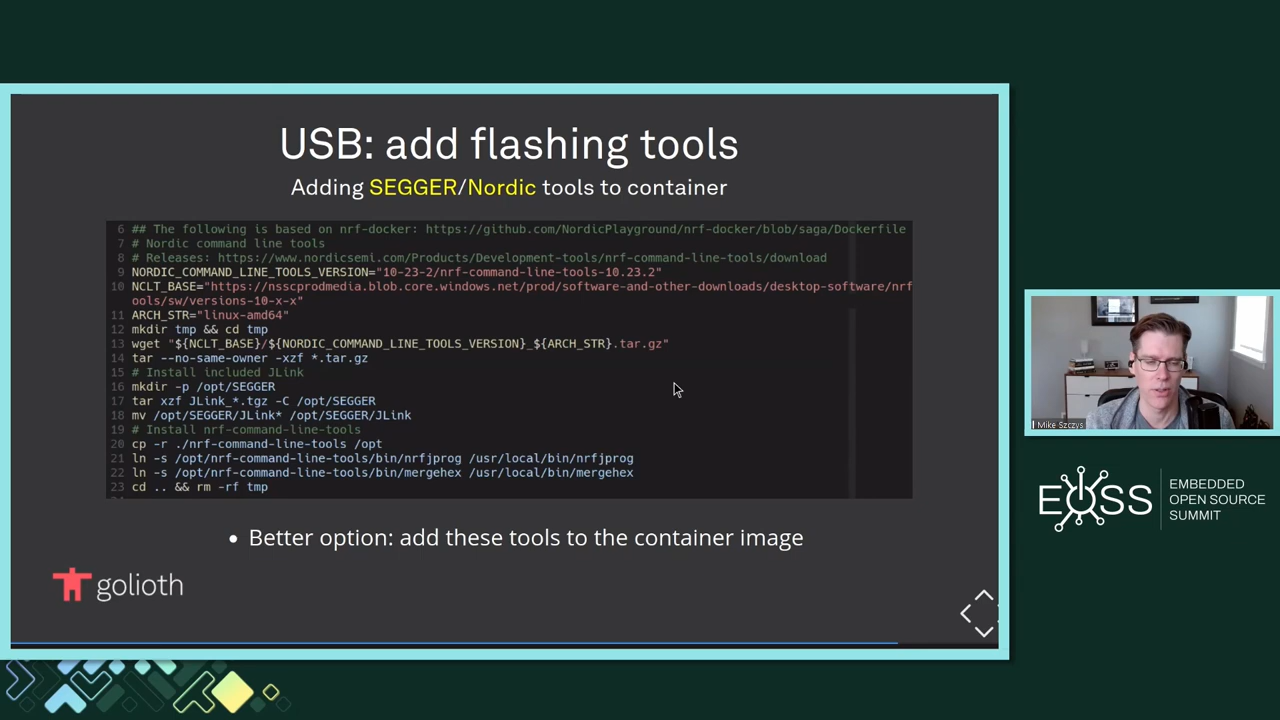 USB: add flashing tools
Adding SEGGER/Nordic tools to container
6 ## The following is based on nrf-docker: https://github.com/NordicPlayground/nrf-docker/blob/saga/Dockerfile
7 # Nordic command line tools
8 # Releases: https://www.nordicsemi.com/Products/Development-tools/nrf-command-line-tools/download
9 NORDIC_COMMAND_LINE_TOOLS_VERSION="10-23-2/nrf-command-line-tools-10.23.2"
10 NCLT_BASE="https://nsscprodmedia.blob.core.windows.net/prod/software-and-other-downloads/desktop-software/nrf
ools/sw/versions-10-x-x"
11 ARCH_STR="linux-amd64"
12 mkdir tmp && cd tmp
13 wget "${NCLT_BASE}/${NORDIC_COMMAND_LINE_TOOLS_VERSION}_${ARCH_STR}.tar.gz"
14 tar --no-same-owner -xzf *.tar.gz
15 # Install included JLink
16 mkdir -p /opt/SEGGER
17 tar xzf JLink_*.tgz -C /opt/SEGGER
18 mv /opt/SEGGER/JLink* /opt/SEGGER/JLink
19 # Install nrf-command-line-tools
20 cp -r ./nrf-command-line-tools /opt
21 ln -s /opt/nrf-command-line-tools/bin/nrfjprog /usr/local/bin/nrfjprog
22 ln -s /opt/nrf-command-line-tools/bin/mergehex /usr/local/bin/mergehex
23 cd .. && rm -rf tmp
• Better option: add these tools to the container image
golioth
Mike Szczys
EOSS
EMBEDDED
OPEN SOURCE
SUMMIT